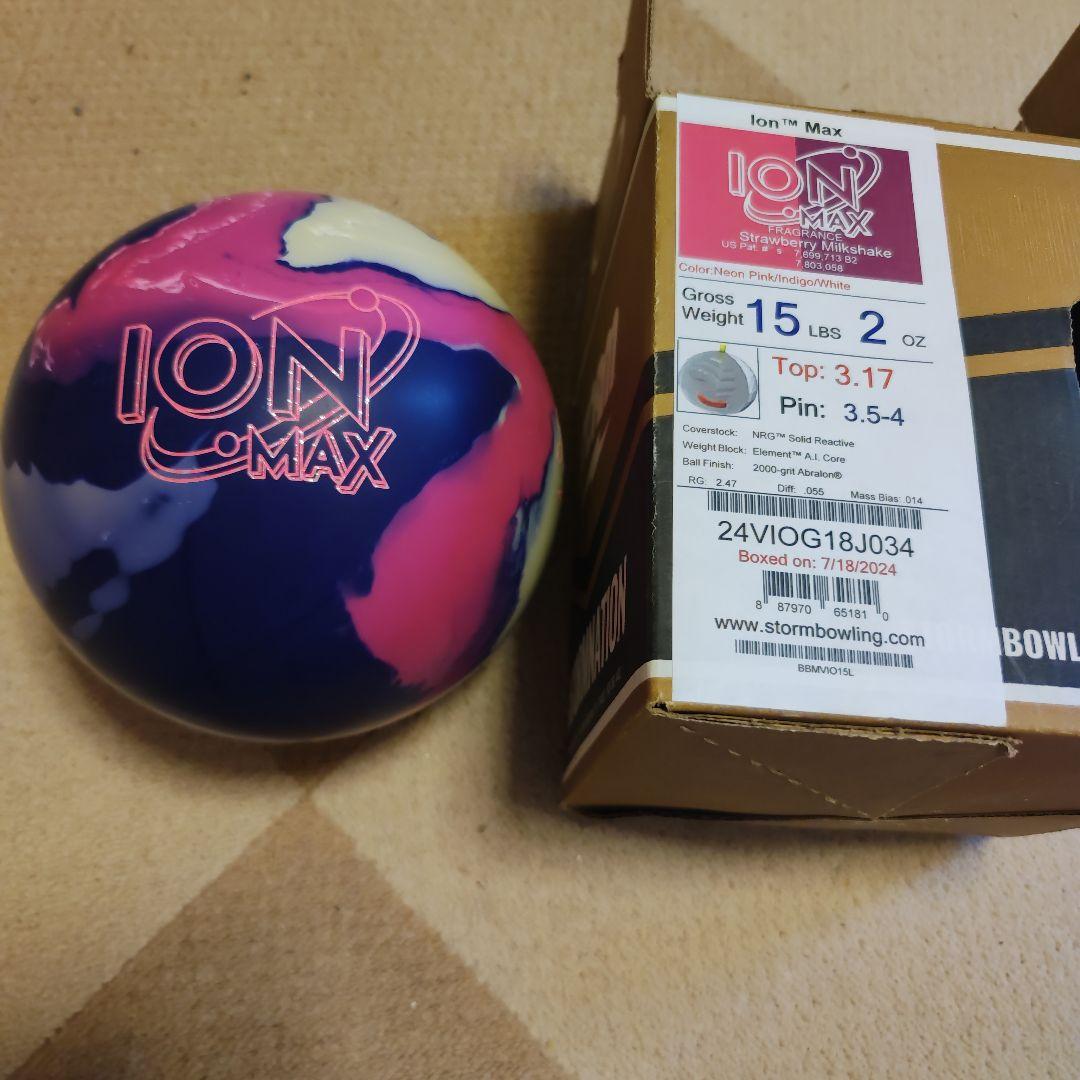 ION
MAX
Ion™ Max
ION
MAX
FRAGRANCE
Strawberry Milkshake
US Pat. # s 7,699,713 B2
7,803,058
Color:Neon Pink/Indigo/White
Gross
Weight 15 LBS 2 OZ
Top: 3.17
Pin: 3.5-4
Coverstock: NRG™ Solid Reactive
Weight Block: Element™ A.I. Core
Ball Finish: 2000-grit Abralon®
RG: 2.47 Diff: .055 Mass Bias: .014
24VIOG18J034
Boxed on: 7/18/2024
8 87970 65181 0
www.stormbowling.com
BBMVIO15L